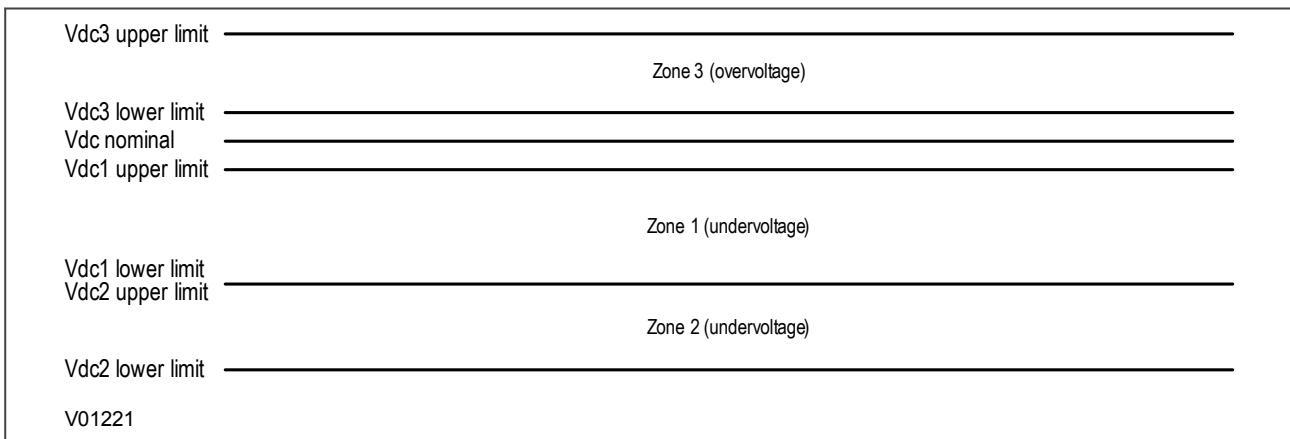 Vdc3 upper limit
Zone 3 (overvoltage)
Vdc3 lower limit
Vdc nominal
Vdc1 upper limit
Zone 1 (undervoltage)
Vdc1 lower limit
Vdc2 upper limit
Zone 2 (undervoltage)
Vdc2 lower limit
V01221